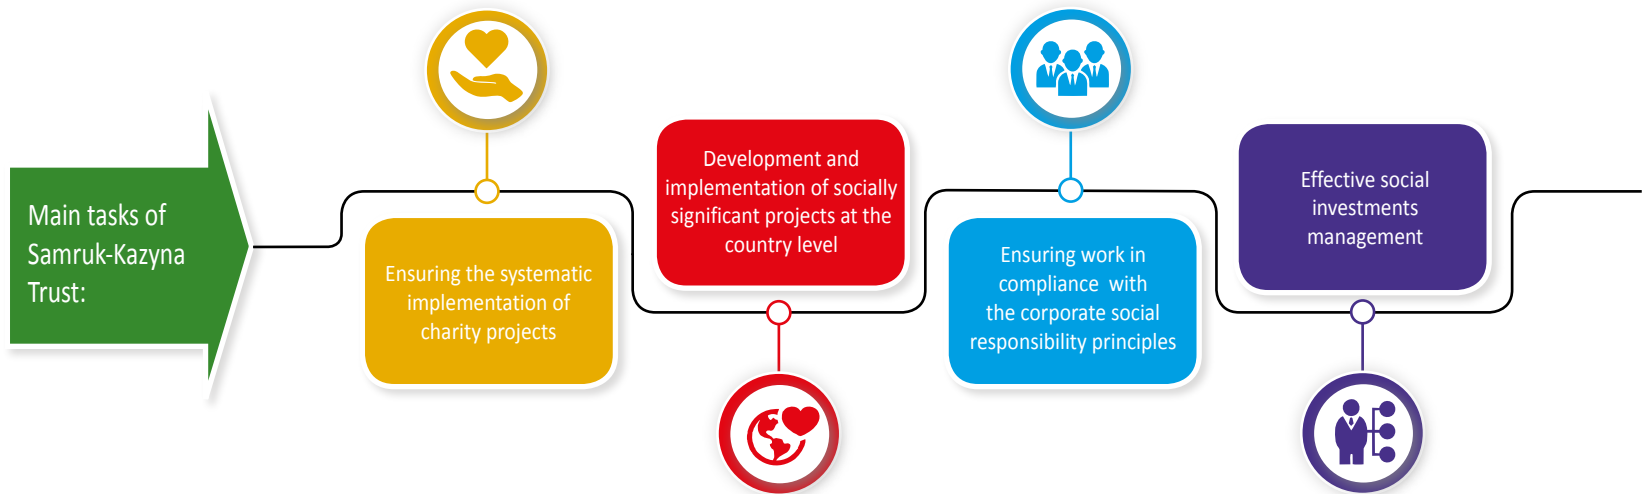 Main tasks of
Samruk-Kazyna
Trust:
Ensuring the systematic
implementation of
charity projects
Development and
implementation of socially
significant projects at the
country level
Ensuring work in
compliance  with
the corporate social
responsibility principles
Effective social
investments
management